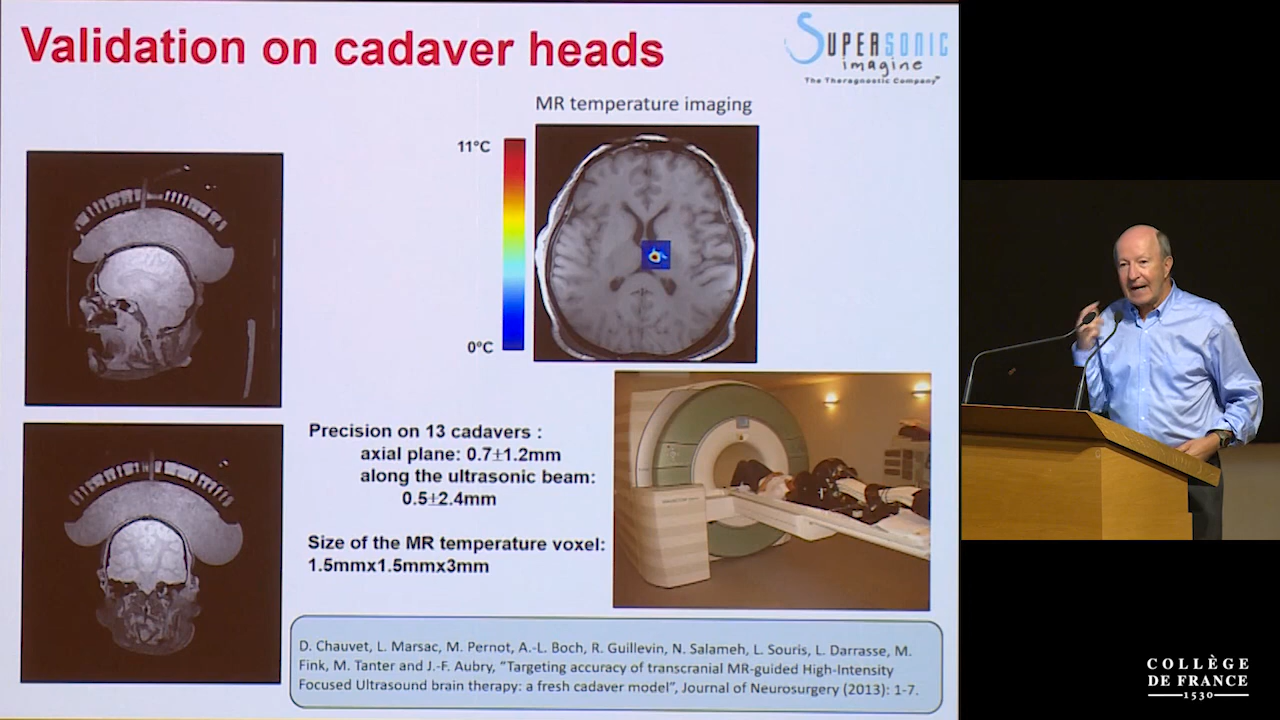 Validation on cadaver heads
SUPERSONIC
imagine
The Theragnostic Company
MR temperature imaging
11°C
0°C
Precision on 13 cadavers :
axial plane: 0.7±1.2mm
along the ultrasonic beam:
0.5±2.4mm
Size of the MR temperature voxel:
1.5mmx1.5mmx3mm
D. Chauvet, L. Marsac, M. Pernot, A.-L. Boch, R. Guillevin, N. Salameh, L. Souris, L. Darrasse, M.
Fink, M. Tanter and J.-F. Aubry, “Targeting accuracy of transcranial MR-guided High-Intensity
Focused Ultrasound brain therapy: a fresh cadaver model”, Journal of Neurosurgery (2013): 1-7.
COLLÈGE
DE FRANCE
1530